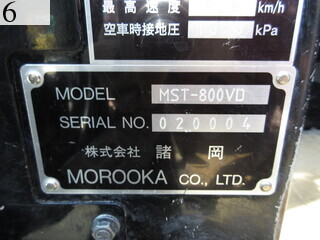 6
最高速度 km/h
空車時接地圧 kPa
MODEL MST-800VD
SERIAL NO. 020004
株式会社 諸岡
MOROOKA CO., LTD.